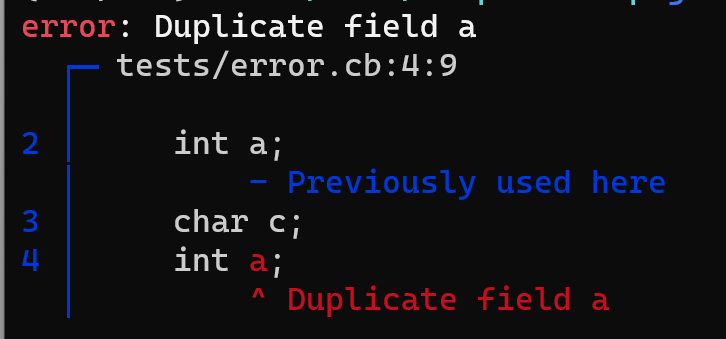 error: Duplicate field a
tests/error.cb:4:9
2 int a;
- Previously used here
3 char c;
4 int a;
^ Duplicate field a